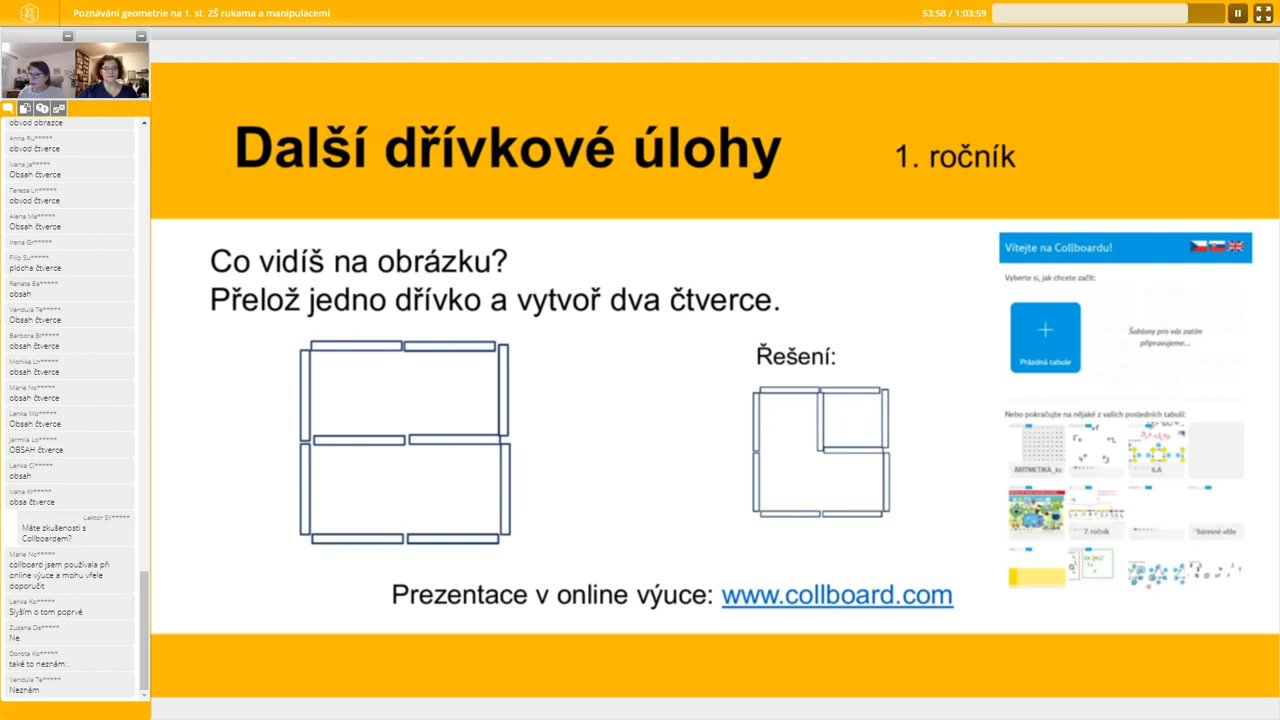 Poznávání geometrie na 1. st. ZŠ rukama a manipulacemi
53:58 / 1:03:59
obvod obrazce
Anna Ru*****
obvod čtverce
Ivana Ja*****
Obsah čtverce
Tereza Ln*****
obvod čtverce
Alena Ma*****
Obsah čtverce
Irena Gr*****
Filip Su*****
plocha čtverce
Renata Ba*****
obsah
Vendula Te*****
Obsah čtverce
Barbora Bl*****
obsah čtverce
Monika Ln*****
obsah čtverce
Marie No*****
obsah čtverce
Lenka Mo*****
Obsah čtverce
Jarmila Lo*****
OBSAH čtverce
Lenka Cl*****
obsah
Ivana Kr*****
obsa čtverce
Lektor SY*****
Máte zkušenosti s
Collboardem?
Marie No*****
collboard jsem používala při
online výuce a mohu vřele
doporučit
Lenka Ko*****
Slyším o tom poprvé.
Zuzana Da*****
Ne.
Dorota Ko*****
také to neznám...
Vendula Te*****
Neznám
Další dřívkové úlohy
1. ročník
Co vidíš na obrázku?
Přelož jedno dřívko a vytvoř dva čtverce.
Řešení:
Prezentace v online výuce: www.collboard.com
Vítejte na Collboardu!
Vyberte si, jak chcete začít:
Prázdná tabule
Šablony pro vás zatím
připravujeme...
Nebo pokračujte na nějaké z vašich posledních tabulí:
ARITMETIKA_ks
6.A
7. ročník
barevné věže